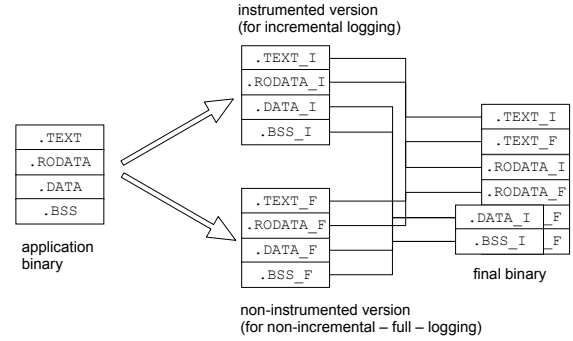 instrumented version
(for incremental logging)
.TEXT_I
.RODATA_I
.DATA_I
.BSS_I
.TEXT
.RODATA
.DATA
.BSS
application
binary
.TEXT_F
.RODATA_F
.DATA_F
.BSS_F
non-instrumented version
(for non-incremental – full – logging)
.TEXT_I
.TEXT_F
.RODATA_I
.RODATA_F
.DATA_I _F
.BSS_I _F
final binary